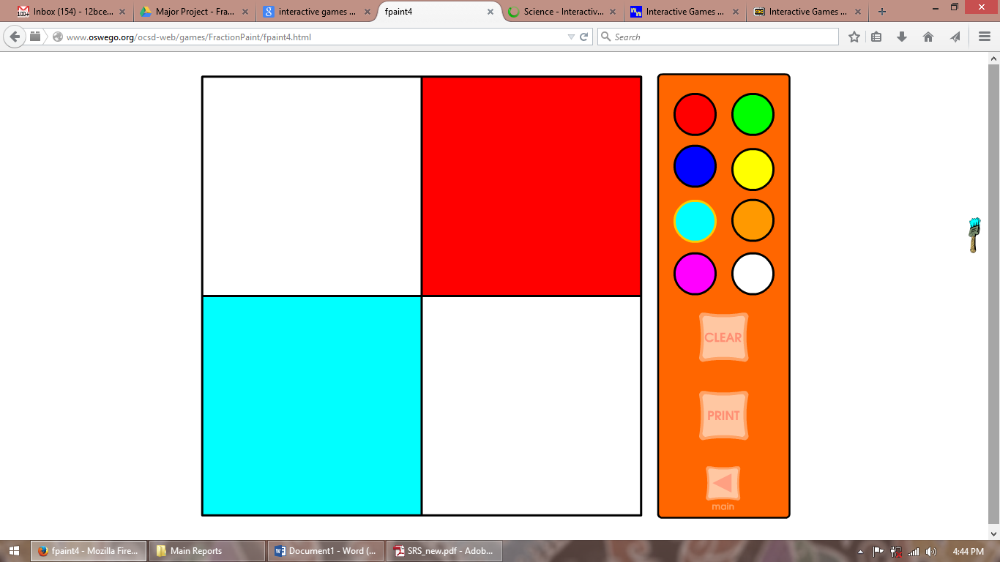 Inbox (154) - 12bce...
Major Project - Fra...
interactive games ...
fpaint4
Science - Interactiv...
Interactive Games ...
Interactive Games ...
www.oswego.org/ocsd-web/games/FractionPaint/fpaint4.html
Search
CLEAR
PRINT
main
fpaint4 - Mozilla Fire...
Main Reports
Document1 - Word (...
SRS_new.pdf - Adob...
4:44 PM